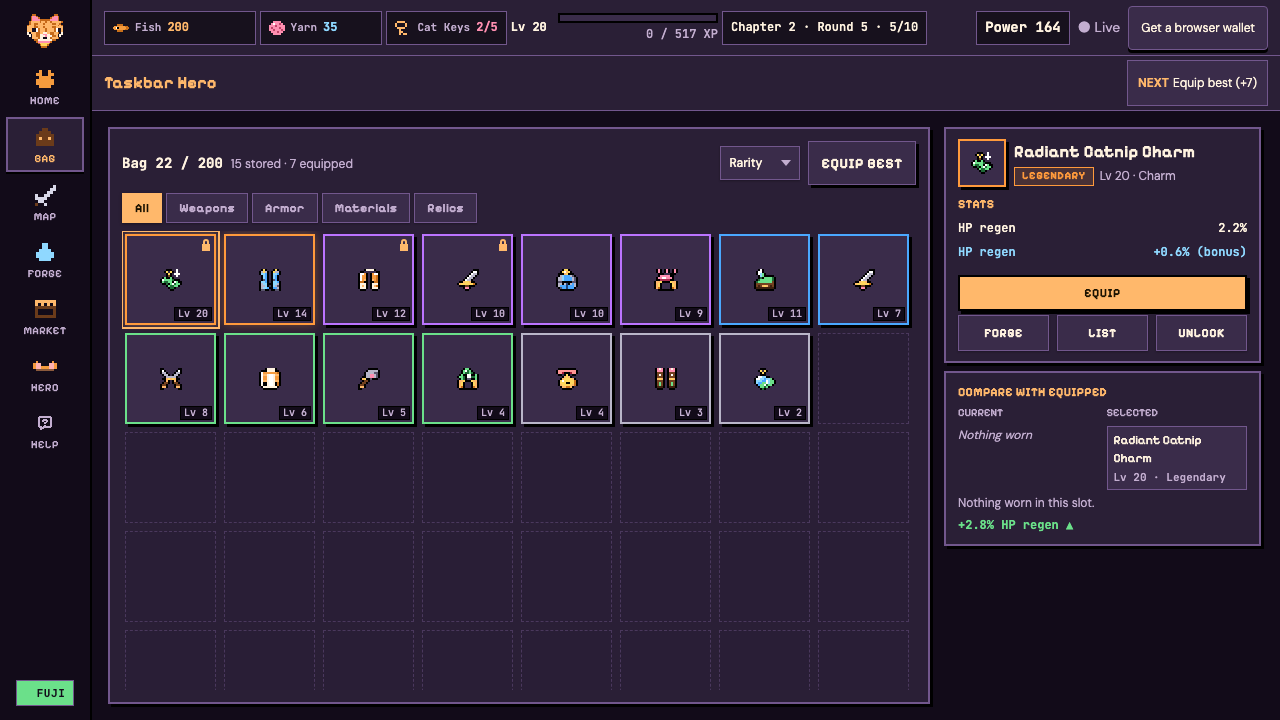 Fish 200
Yarn 35
Cat Keys 2/5
Lv 20
0 / 517 XP
Chapter 2 · Round 5 · 5/10
Power 164
Live
Get a browser wallet
HOME
BAG
MAP
FORGE
MARKET
HERO
HELP
FUJI
Taskbar Hero
NEXT Equip best (+7)
Bag 22 / 200 15 stored · 7 equipped
Rarity
EQUIP BEST
All
Weapons
Armor
Materials
Relics
Lv 20
Lv 14
Lv 12
Lv 10
Lv 10
Lv 9
Lv 11
Lv 7
Lv 8
Lv 6
Lv 5
Lv 4
Lv 4
Lv 3
Lv 2
Radiant Catnip Charm
LEGENDARY Lv 20 · Charm
STATS
HP regen 2.2%
HP regen +0.6% (bonus)
EQUIP
FORGE
LIST
UNLOCK
COMPARE WITH EQUIPPED
CURRENT
SELECTED
Nothing worn
Radiant Catnip
Charm
Lv 20 · Legendary
Nothing worn in this slot.
+2.8% HP regen ▲